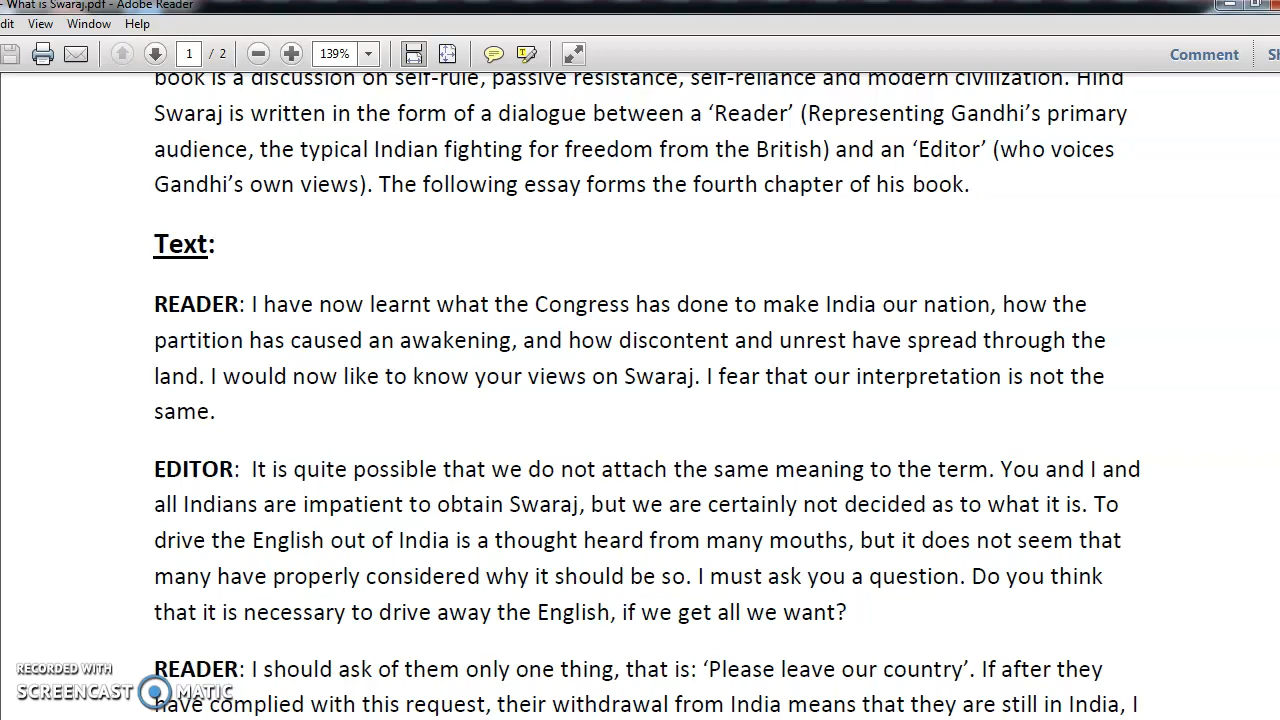 - What is Swaraj.pdf - Adobe Reader
dit View Window Help
1 / 2 139% Comment
book is a discussion on self-rule, passive resistance, self-reliance and modern civilization. Hind
Swaraj is written in the form of a dialogue between a ‘Reader’ (Representing Gandhi’s primary
audience, the typical Indian fighting for freedom from the British) and an ‘Editor’ (who voices
Gandhi’s own views). The following essay forms the fourth chapter of his book.
Text:
READER: I have now learnt what the Congress has done to make India our nation, how the
partition has caused an awakening, and how discontent and unrest have spread through the
land. I would now like to know your views on Swaraj. I fear that our interpretation is not the
same.
EDITOR:  It is quite possible that we do not attach the same meaning to the term. You and I and
all Indians are impatient to obtain Swaraj, but we are certainly not decided as to what it is. To
drive the English out of India is a thought heard from many mouths, but it does not seem that
many have properly considered why it should be so. I must ask you a question. Do you think
that it is necessary to drive away the English, if we get all we want?
READER: I should ask of them only one thing, that is: ‘Please leave our country’. If after they
have complied with this request, their withdrawal from India means that they are still in India, I
RECORDED WITH
SCREENCAST MATIC